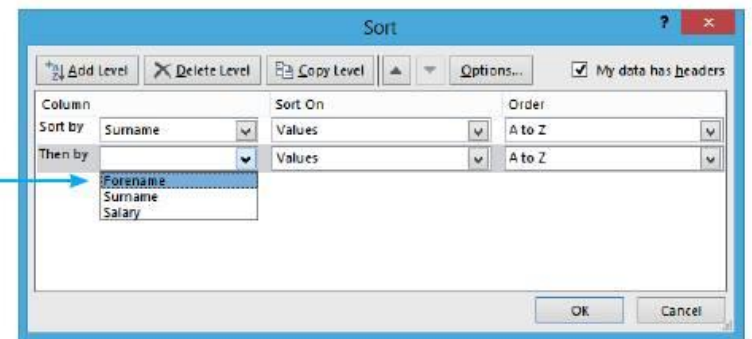 Sort ?
Add Level Delete Level Copy Level Options... My data has headers
Column Sort On Order
Sort by Surname Values A to Z
Then by Values A to Z
Forename
Surname
Salary
OK Cancel